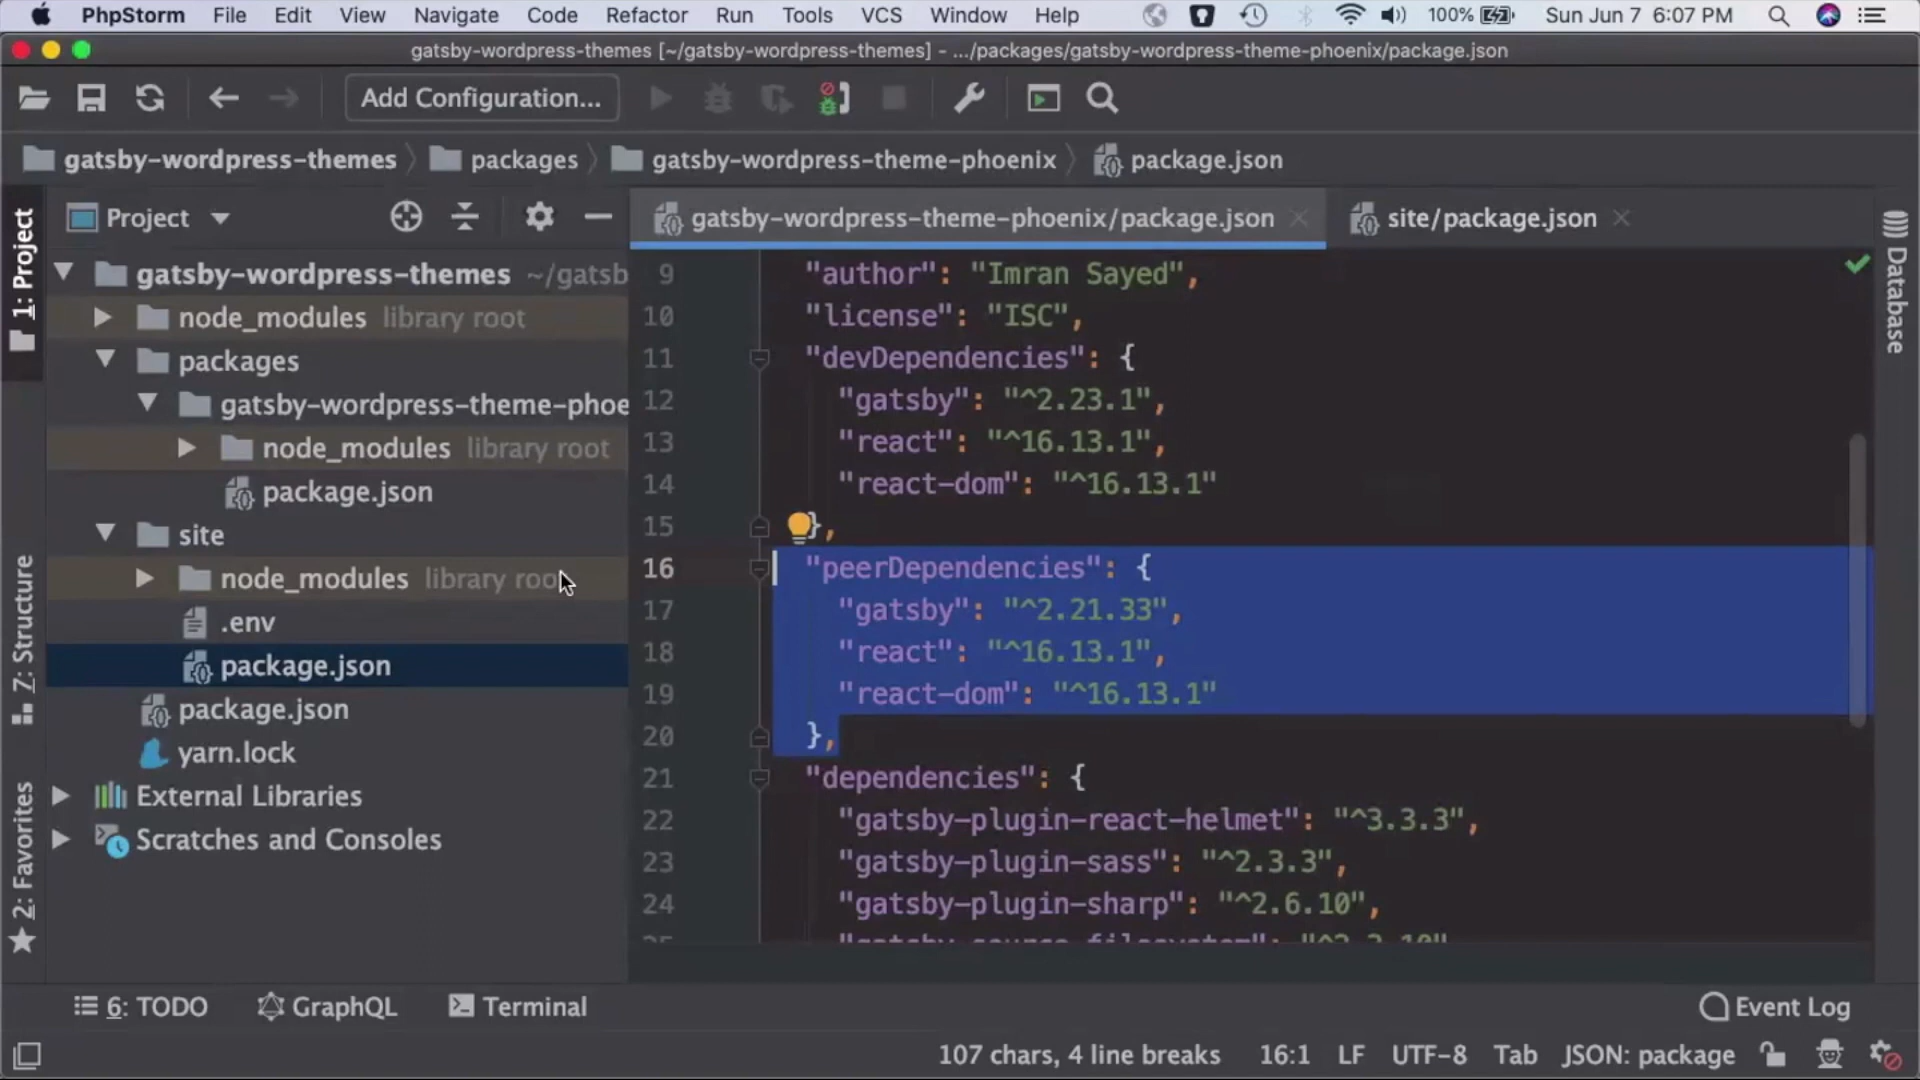 PhpStorm File Edit View Navigate Code Refactor Run Tools VCS Window Help 100% Sun Jun 7 6:07 PM
gatsby-wordpress-themes [~/gatsby-wordpress-themes] - .../packages/gatsby-wordpress-theme-phoenix/package.json
Add Configuration...
gatsby-wordpress-themes packages gatsby-wordpress-theme-phoenix package.json
Project
gatsby-wordpress-theme-phoenix/package.json
site/package.json
1: Project
7: Structure
2: Favorites
gatsby-wordpress-themes ~/gatsb
node_modules library root
packages
gatsby-wordpress-theme-phoe
node_modules library root
package.json
site
node_modules library roo
.env
package.json
package.json
yarn.lock
External Libraries
Scratches and Consoles
9 "author": "Imran Sayed",
10 "license": "ISC",
11 "devDependencies": {
12 "gatsby": "^2.23.1",
13 "react": "^16.13.1",
14 "react-dom": "^16.13.1"
15 },
16 "peerDependencies": {
17 "gatsby": "^2.21.33",
18 "react": "^16.13.1",
19 "react-dom": "^16.13.1"
20 },
21 "dependencies": {
22 "gatsby-plugin-react-helmet": "^3.3.3",
23 "gatsby-plugin-sass": "^2.3.3",
24 "gatsby-plugin-sharp": "^2.6.10",
Database
6: TODO GraphQL Terminal Event Log
107 chars, 4 line breaks 16:1 LF UTF-8 Tab JSON: package